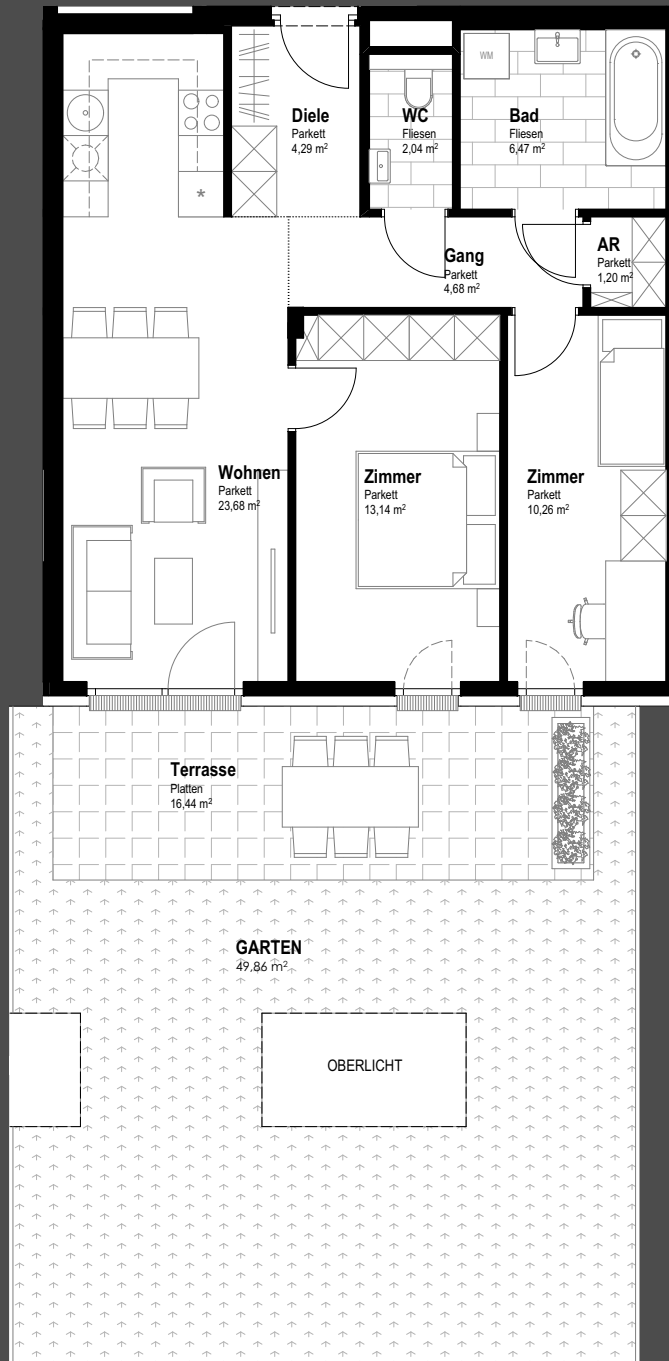 WM
Diele
Parkett
4,29 m²
WC
Fliesen
2,04 m²
Bad
Fliesen
6,47 m²
*
Gang
Parkett
4,68 m²
AR
Parkett
1,20 m²
Wohnen
Parkett
23,68 m²
Zimmer
Parkett
13,14 m²
Zimmer
Parkett
10,26 m²
Terrasse
Platten
16,44 m²
GARTEN
49,86 m²
OBERLICHT